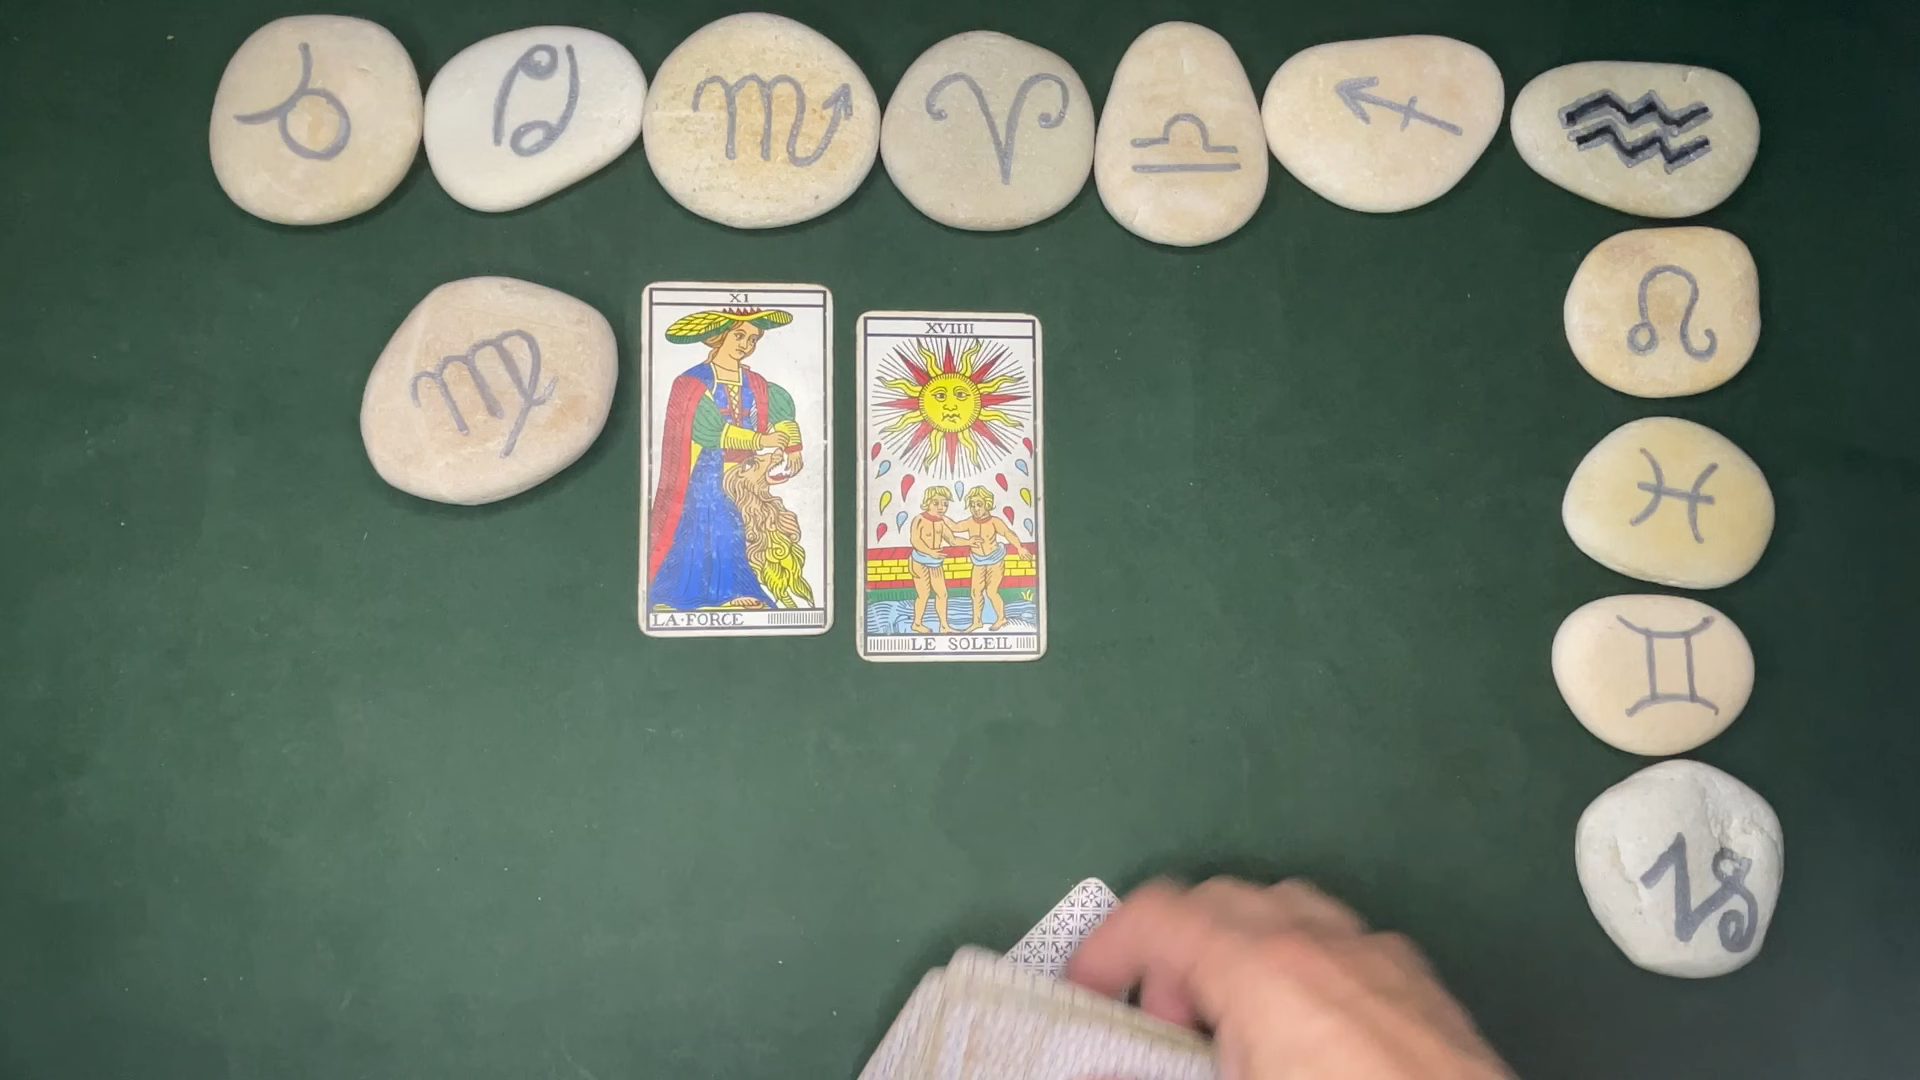 ♉ ♋ ♏ ♈ ♎ ♐ ♒
♌
♍
XI
LA·FORCE
XVIIII
LE SOLEIL
♓
♊
♑